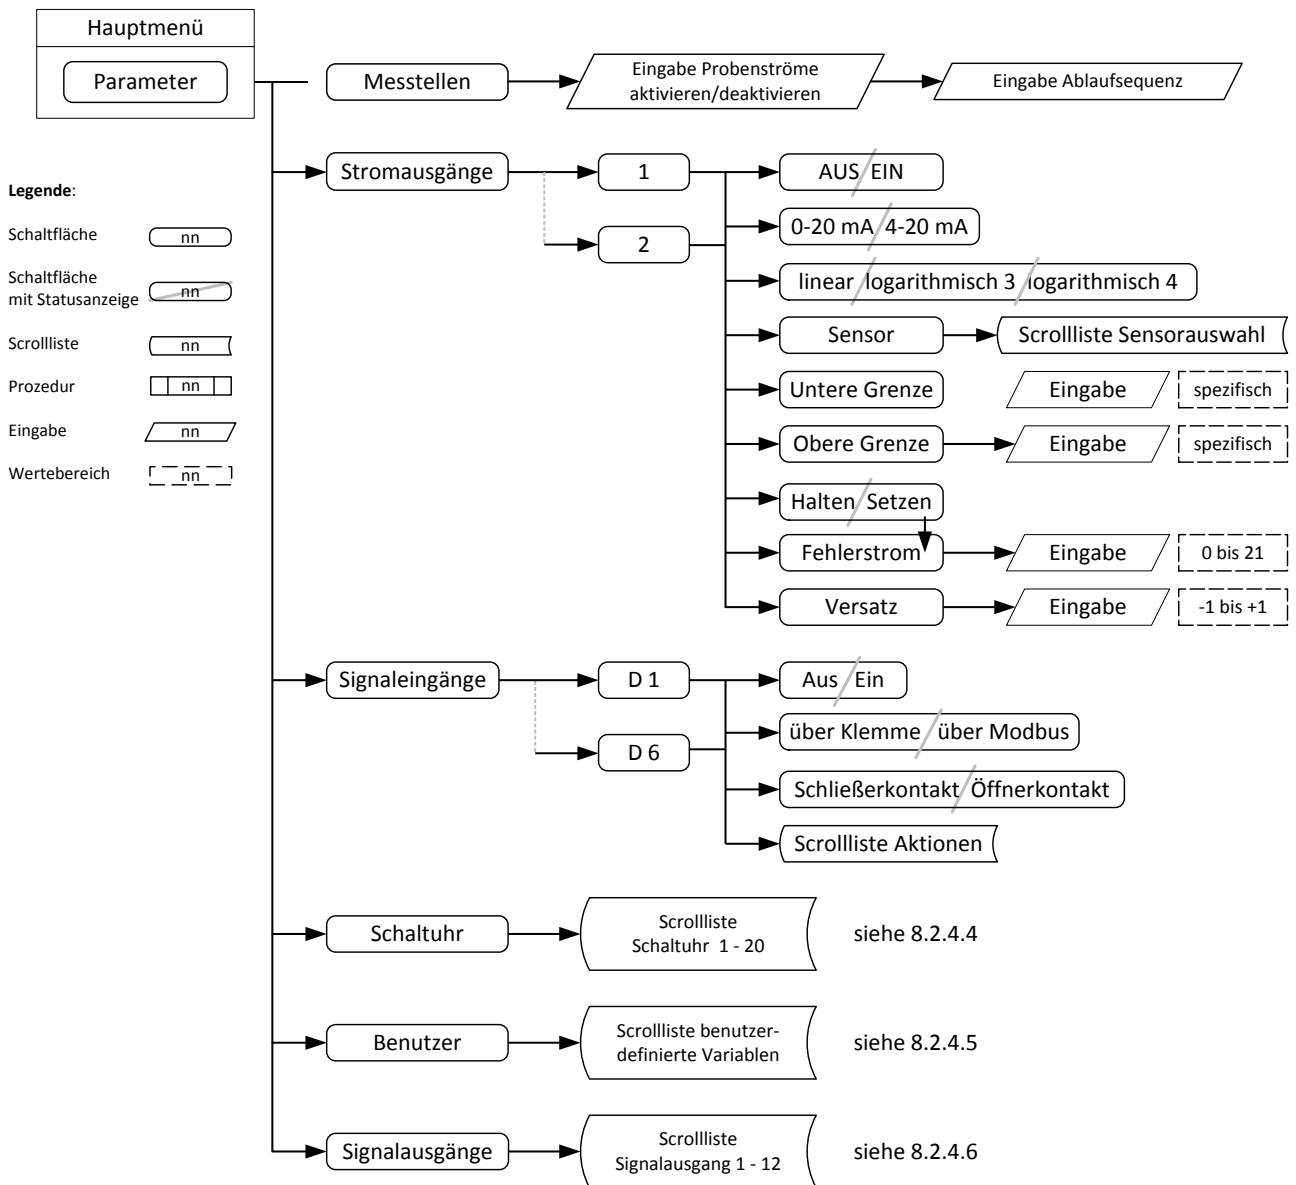 Hauptmenü
Parameter
Messtellen
Eingabe Probenströme
aktivieren/deaktivieren
Eingabe Ablaufsequenz
Stromausgänge
1
2
AUS EIN
0-20 mA 4-20 mA
linear logarithmisch 3 logarithmisch 4
Sensor
Scrollliste Sensorauswahl
Untere Grenze
Eingabe
spezifisch
Obere Grenze
Eingabe
spezifisch
Halten Setzen
Fehlerstrom
Eingabe
0 bis 21
Versatz
Eingabe
-1 bis +1
Legende:
Schaltfläche
nn
Schaltfläche
mit Statusanzeige
nn
Scrollliste
nn
Prozedur
nn
Eingabe
nn
Wertebereich
nn
Signaleingänge
D 1
D 6
Aus Ein
über Klemme über Modbus
Schließerkontakt Öffnerkontakt
Scrollliste Aktionen
Schaltuhr
Scrollliste
Schaltuhr 1 - 20
siehe 8.2.4.4
Benutzer
Scrollliste benutzer-
definierte Variablen
siehe 8.2.4.5
Signalausgänge
Scrollliste
Signalausgang 1 - 12
siehe 8.2.4.6